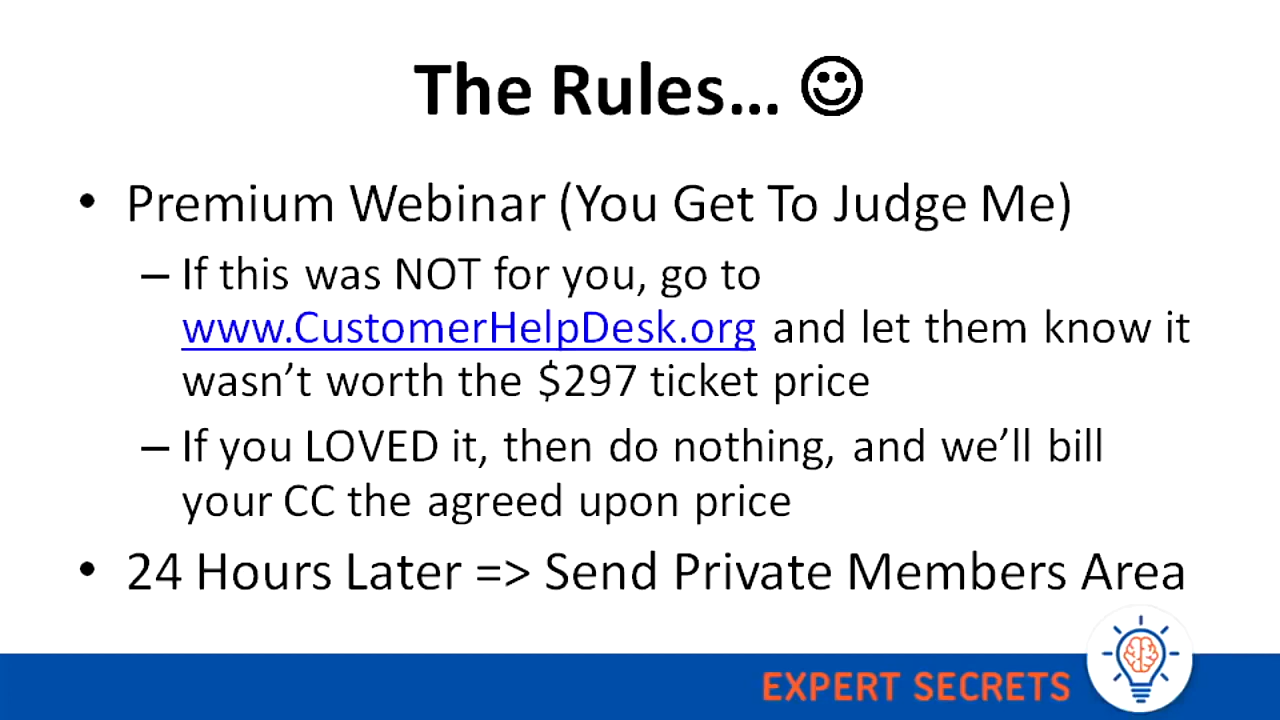 The Rules... ☺
• Premium Webinar (You Get To Judge Me)
– If this was NOT for you, go to
www.CustomerHelpDesk.org and let them know it
wasn’t worth the $297 ticket price
– If you LOVED it, then do nothing, and we’ll bill
your CC the agreed upon price
• 24 Hours Later => Send Private Members Area
EXPERT SECRETS